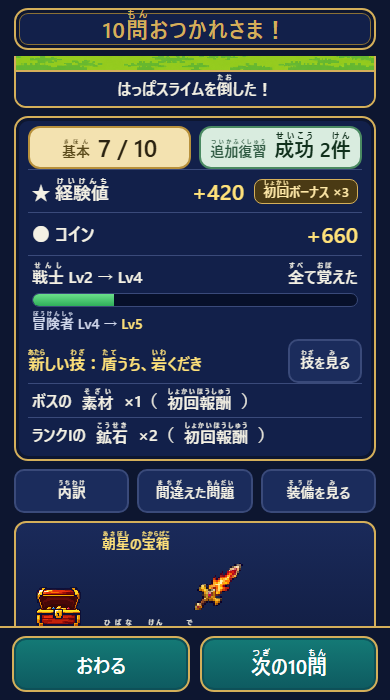 10問おつかれさま！
はっぱスライムを倒した！
基本 7 / 10
追加復習 成功 2件
★ 経験値 +420 初回ボーナス ×3
コイン +660
戦士 Lv2 → Lv4 全て覚えた
冒険者 Lv4 → Lv5
新しい技：盾うち、岩くだき
技を見る
ボスの 素材 ×1（ 初回報酬 ）
ランクIの 鉱石 ×2（ 初回報酬 ）
内訳 間違えた問題 装備を見る
朝星の宝箱
ひばな けん で
おわる 次の10問